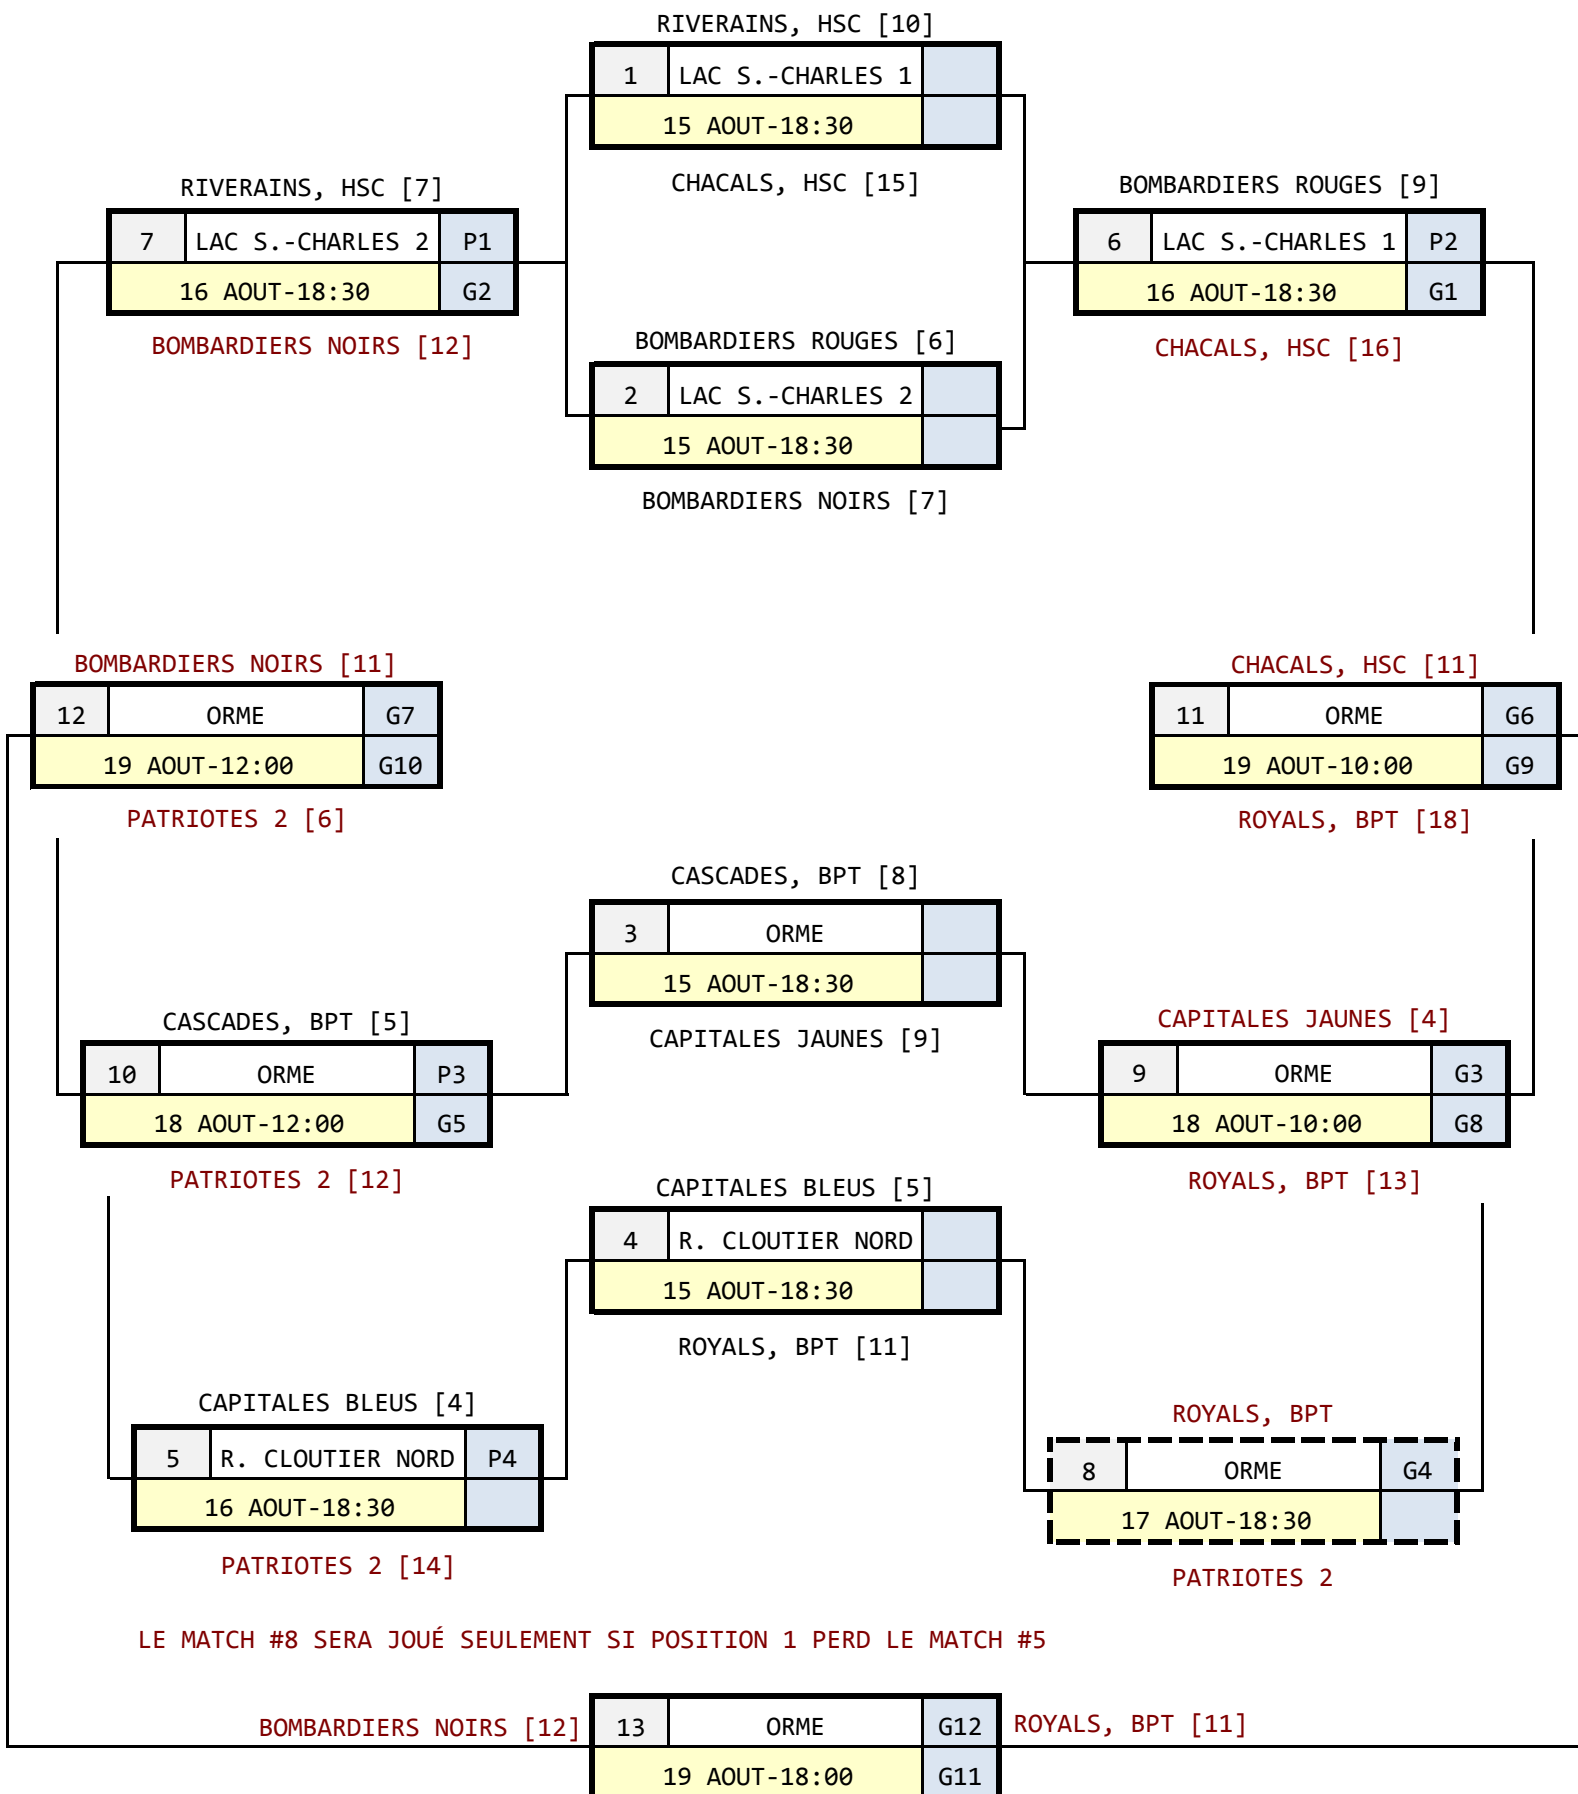 RIVERAINS, HSC [10]
1 LAC S.-CHARLES 1
15 AOUT-18:30
CHACALS, HSC [15]
RIVERAINS, HSC [7]
7 LAC S.-CHARLES 2 P1
16 AOUT-18:30 G2
BOMBARDIERS NOIRS [12]
BOMBARDIERS ROUGES [9]
6 LAC S.-CHARLES 1 P2
16 AOUT-18:30 G1
CHACALS, HSC [16]
BOMBARDIERS ROUGES [6]
2 LAC S.-CHARLES 2
15 AOUT-18:30
BOMBARDIERS NOIRS [7]
BOMBARDIERS NOIRS [11]
12 ORME G7
19 AOUT-12:00 G10
PATRIOTES 2 [6]
CHACALS, HSC [11]
11 ORME G6
19 AOUT-10:00 G9
ROYALS, BPT [18]
CASCADES, BPT [8]
3 ORME
15 AOUT-18:30
CAPITALES JAUNES [9]
CASCADES, BPT [5]
10 ORME P3
18 AOUT-12:00 G5
PATRIOTES 2 [12]
CAPITALES JAUNES [4]
9 ORME G3
18 AOUT-10:00 G8
ROYALS, BPT [13]
CAPITALES BLEUS [5]
4 R. CLOUTIER NORD
15 AOUT-18:30
ROYALS, BPT [11]
CAPITALES BLEUS [4]
5 R. CLOUTIER NORD P4
16 AOUT-18:30
PATRIOTES 2 [14]
ROYALS, BPT
8 ORME G4
17 AOUT-18:30
PATRIOTES 2
LE MATCH #8 SERA JOUÉ SEULEMENT SI POSITION 1 PERD LE MATCH #5
BOMBARDIERS NOIRS [12] 13 ORME G12 ROYALS, BPT [11]
19 AOUT-18:00 G11